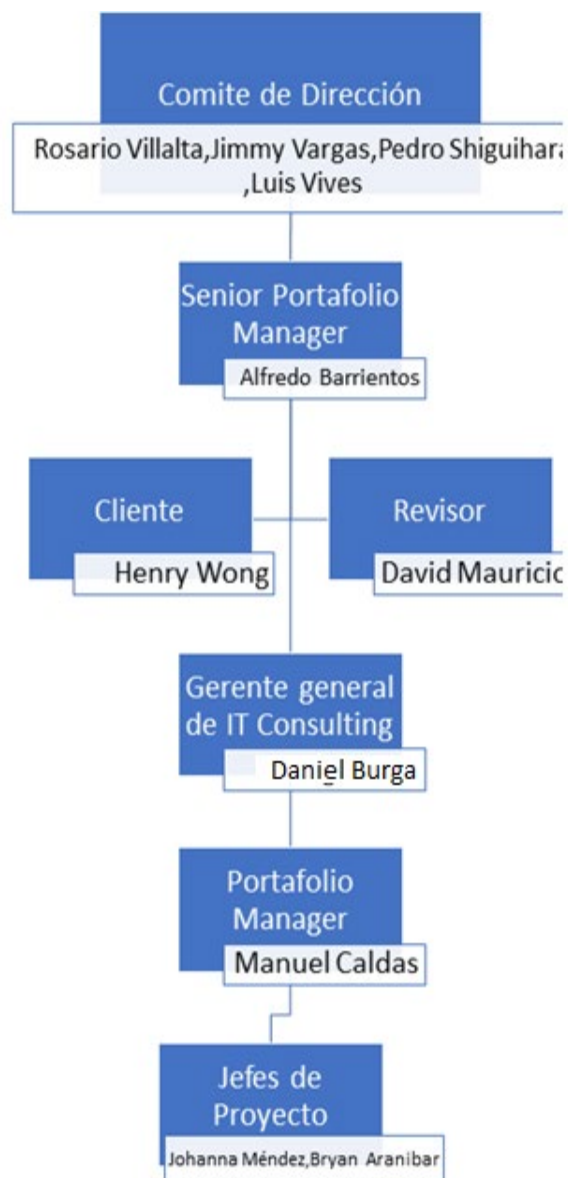 Comite de Dirección
Rosario Villalta,Jimmy Vargas,Pedro Shiguihara
,Luis Vives
Senior Portafolio
Manager
Alfredo Barrientos
Cliente
Henry Wong
Revisor
David Mauricio
Gerente general
de IT Consulting
Daniel Burga
Portafolio
Manager
Manuel Caldas
Jefes de
Proyecto
Johanna Méndez,Bryan Aranibar